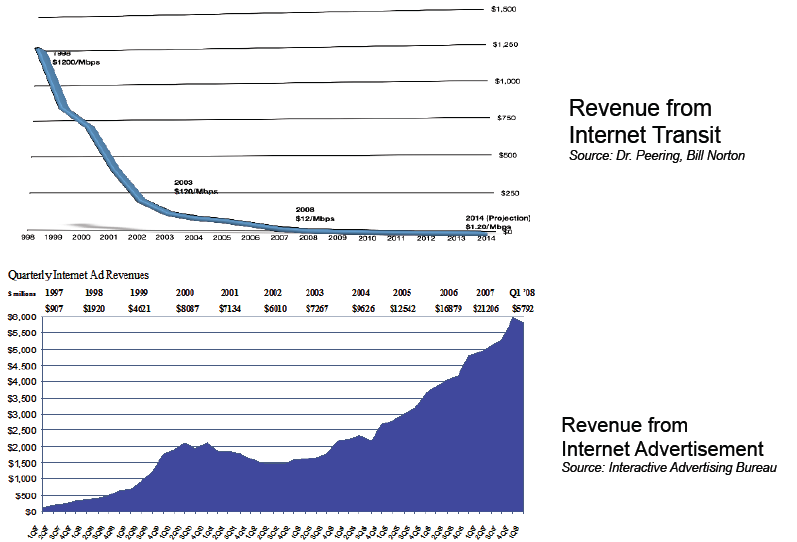 $1,500
$1,250
1998
$1200/Mbps
$1,000
$750
$500
2003
$120/Mbps
$250
2008
$12/Mbps
2014 (Projection)
$1.20/Mbps
$0
998 1999 2000 2001 2002 2003 2004 2005 2006 2007 2008 2009 2010 2011 2012 2013 2014
Revenue from
Internet Transit
Source: Dr. Peering, Bill Norton
Quarterly Internet Ad Revenues
$ millions 1997 1998 1999 2000 2001 2002 2003 2004 2005 2006 2007 Q1 '08
$907 $1920 $4621 $8087 $7134 $6010 $7267 $9626 $12542 $16879 $21206 $5792
$6,000
$5,500
$5,000
$4,500
$4,000
$3,500
$3,000
$2,500
$2,000
$1,500
$1,000
$500
$0
Revenue from
Internet Advertisement
Source: Interactive Advertising Bureau